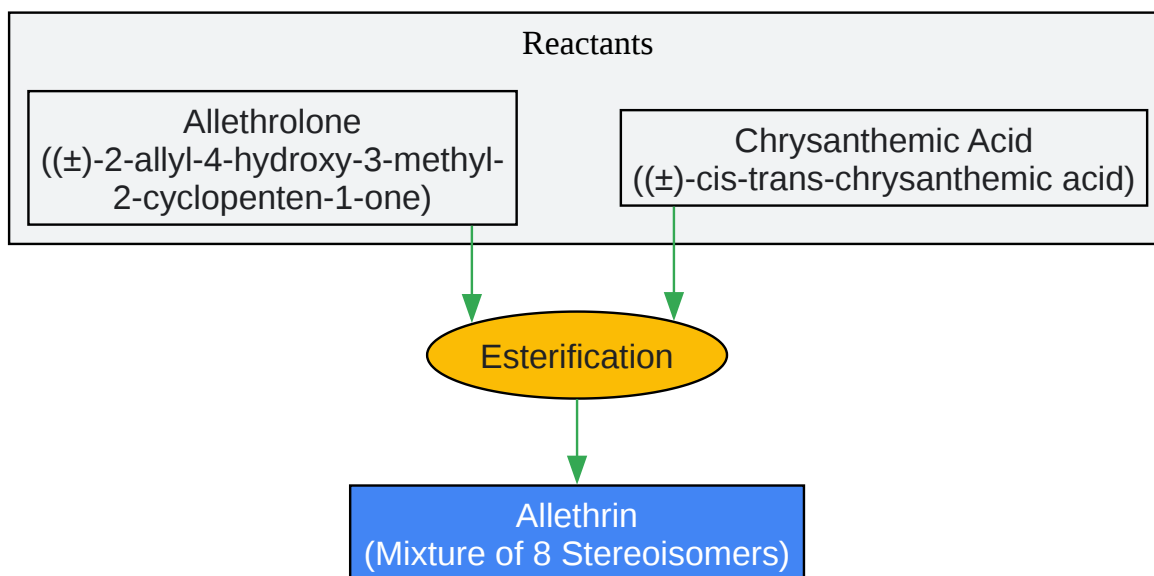 Reactants
Allethrolone
((±)-2-allyl-4-hydroxy-3-methyl-
2-cyclopenten-1-one)
Chrysanthemic Acid
((±)-cis-trans-chrysanthemic acid)
Esterification
Allethrin
(Mixture of 8 Stereoisomers)